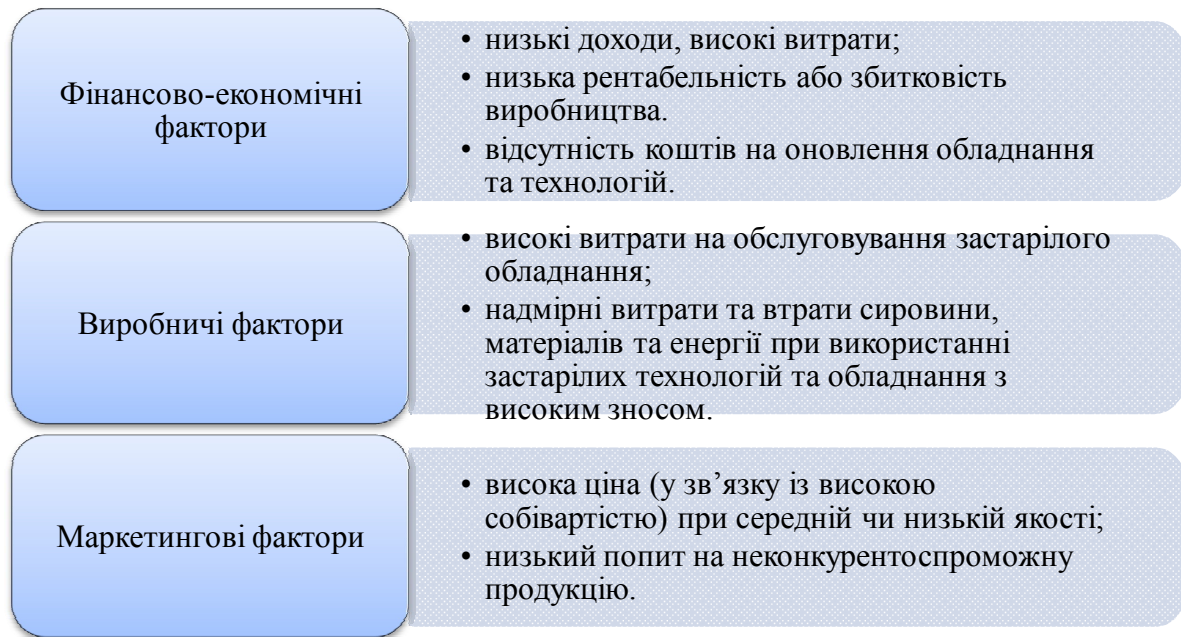 Фінансово-економічні
фактори
• низькі доходи, високі витрати;
• низька рентабельність або збитковість
виробництва.
• відсутність коштів на оновлення обладнання
та технологій.
Виробничі фактори
• високі витрати на обслуговування застарілого
обладнання;
• надмірні витрати та втрати сировини,
матеріалів та енергії при використанні
застарілих технологій та обладнання з
високим зносом.
Маркетингові фактори
• висока ціна (у зв’язку із високою
собівартістю) при середній чи низькій якості;
• низький попит на неконкурентоспроможну
продукцію.